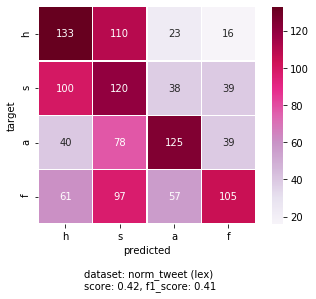 h 133 110 23 16 120
s 100 120 38 39 100
a 40 78 125 39 80
f 61 97 57 105 60
40
20
h s a f
target
predicted
dataset: norm_tweet (lex)
score: 0.42, f1_score: 0.41